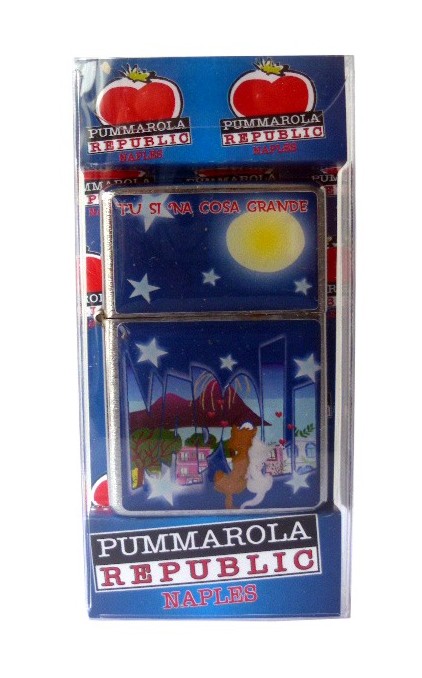 PUMMAROLA
REPUBLIC
NAPLES
PUMMAROLA
REPUBLIC
NAPLES
TU SI 'NA COSA GRANDE
PUMMAROLA
REPUBLIC
NAPLES